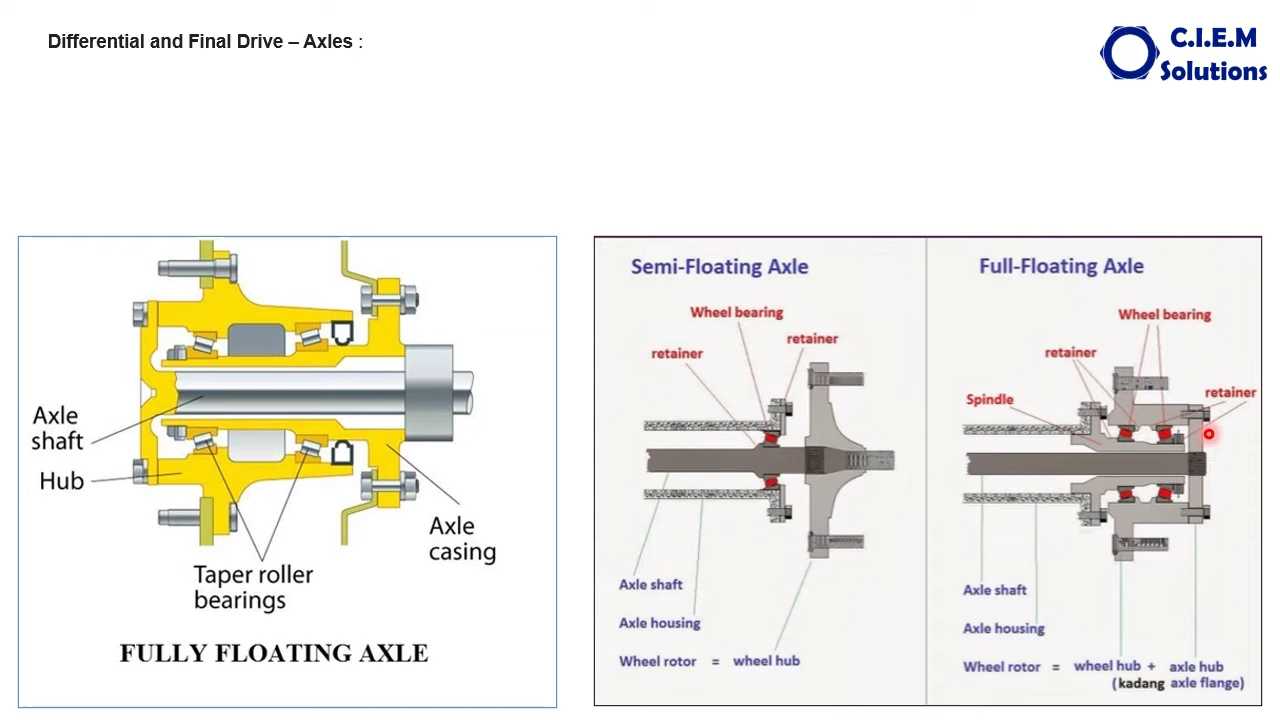 Differential and Final Drive – Axles :
C.I.E.M
Solutions
Axle
shaft
Hub
Taper roller
bearings
Axle
casing
FULLY FLOATING AXLE
Semi-Floating Axle
Wheel bearing
retainer
retainer
Axle shaft
Axle housing
Wheel rotor = wheel hub
Full-Floating Axle
Wheel bearing
retainer
retainer
Spindle
Axle shaft
Axle housing
Wheel rotor = wheel hub + axle hub
(kadang axle flange)